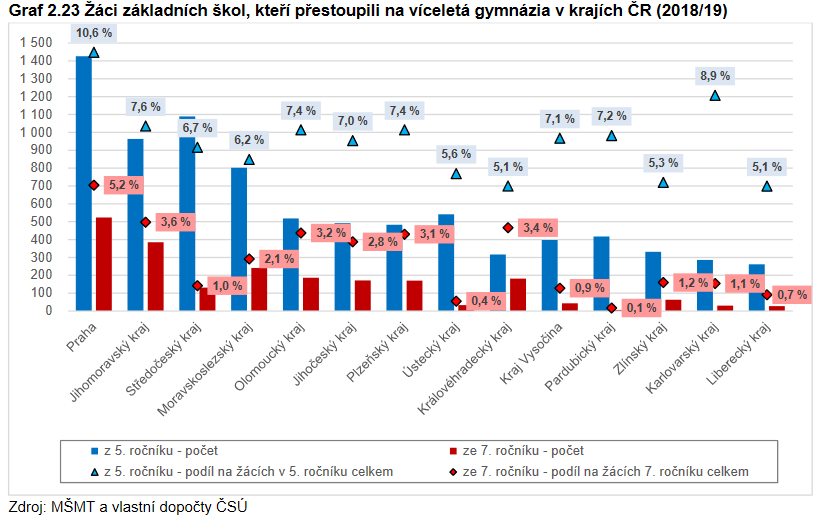 Graf 2.23 Žáci základních škol, kteří přestoupili na víceletá gymnázia v krajích ČR (2018/19)
1 500
1 400
1 300
1 200
1 100
1 000
900
800
700
600
500
400
300
200
100
0
10,6 %
7,6 %
6,7 %
6,2 %
7,4 %
7,0 %
7,4 %
5,6 %
5,1 %
7,1 %
7,2 %
5,3 %
8,9 %
5,1 %
5,2 %
3,6 %
1,0 %
2,1 %
3,2 %
2,8 %
3,1 %
0,4 %
3,4 %
0,9 %
0,1 %
1,2 %
1,1 %
0,7 %
Praha
Jihomoravský kraj
Středočeský kraj
Moravskoslezský kraj
Olomoucký kraj
Jihočeský kraj
Plzeňský kraj
Ústecký kraj
Královéhradecký kraj
Kraj Vysočina
Pardubický kraj
Zlínský kraj
Karlovarský kraj
Liberecký kraj
z 5. ročníku - počet
ze 7. ročníku - počet
z 5. ročníku - podíl na žácích v 5. ročníku celkem
ze 7. ročníku - podíl na žácích 7. ročníku celkem
Zdroj: MŠMT a vlastní dopočty ČSÚ